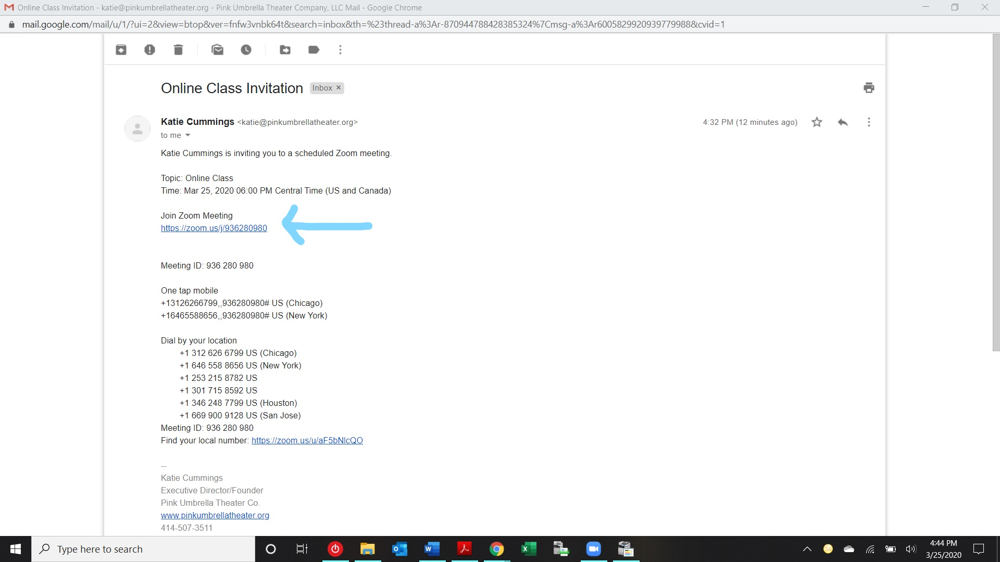 Online Class Invitation - katie@pinkumbrellatheater.org - Pink Umbrella Theater Company, LLC Mail - Google Chrome
mail.google.com/mail/u/1/?ui=2&view=btop&ver=fnfw3vnbk64t&search=inbox&th=%23thread-a%3Ar-870944788428385324%7Cmsg-a%3Ar6005829920939779988&cvid=1
Online Class Invitation Inbox ×
Katie Cummings <katie@pinkumbrellatheater.org> 4:32 PM (12 minutes ago)
to me
Katie Cummings is inviting you to a scheduled Zoom meeting.
Topic: Online Class
Time: Mar 25, 2020 06:00 PM Central Time (US and Canada)
Join Zoom Meeting
https://zoom.us/j/936280980
Meeting ID: 936 280 980
One tap mobile
+13126266799,,936280980# US (Chicago)
+16465588656,,936280980# US (New York)
Dial by your location
+1 312 626 6799 US (Chicago)
+1 646 558 8656 US (New York)
+1 253 215 8782 US
+1 301 715 8592 US
+1 346 248 7799 US (Houston)
+1 669 900 9128 US (San Jose)
Meeting ID: 936 280 980
Find your local number: https://zoom.us/u/aF5bNlcQO
--
Katie Cummings
Executive Director/Founder
Pink Umbrella Theater Co.
www.pinkumbrellatheater.org
414-507-3511
Type here to search
4:44 PM
3/25/2020